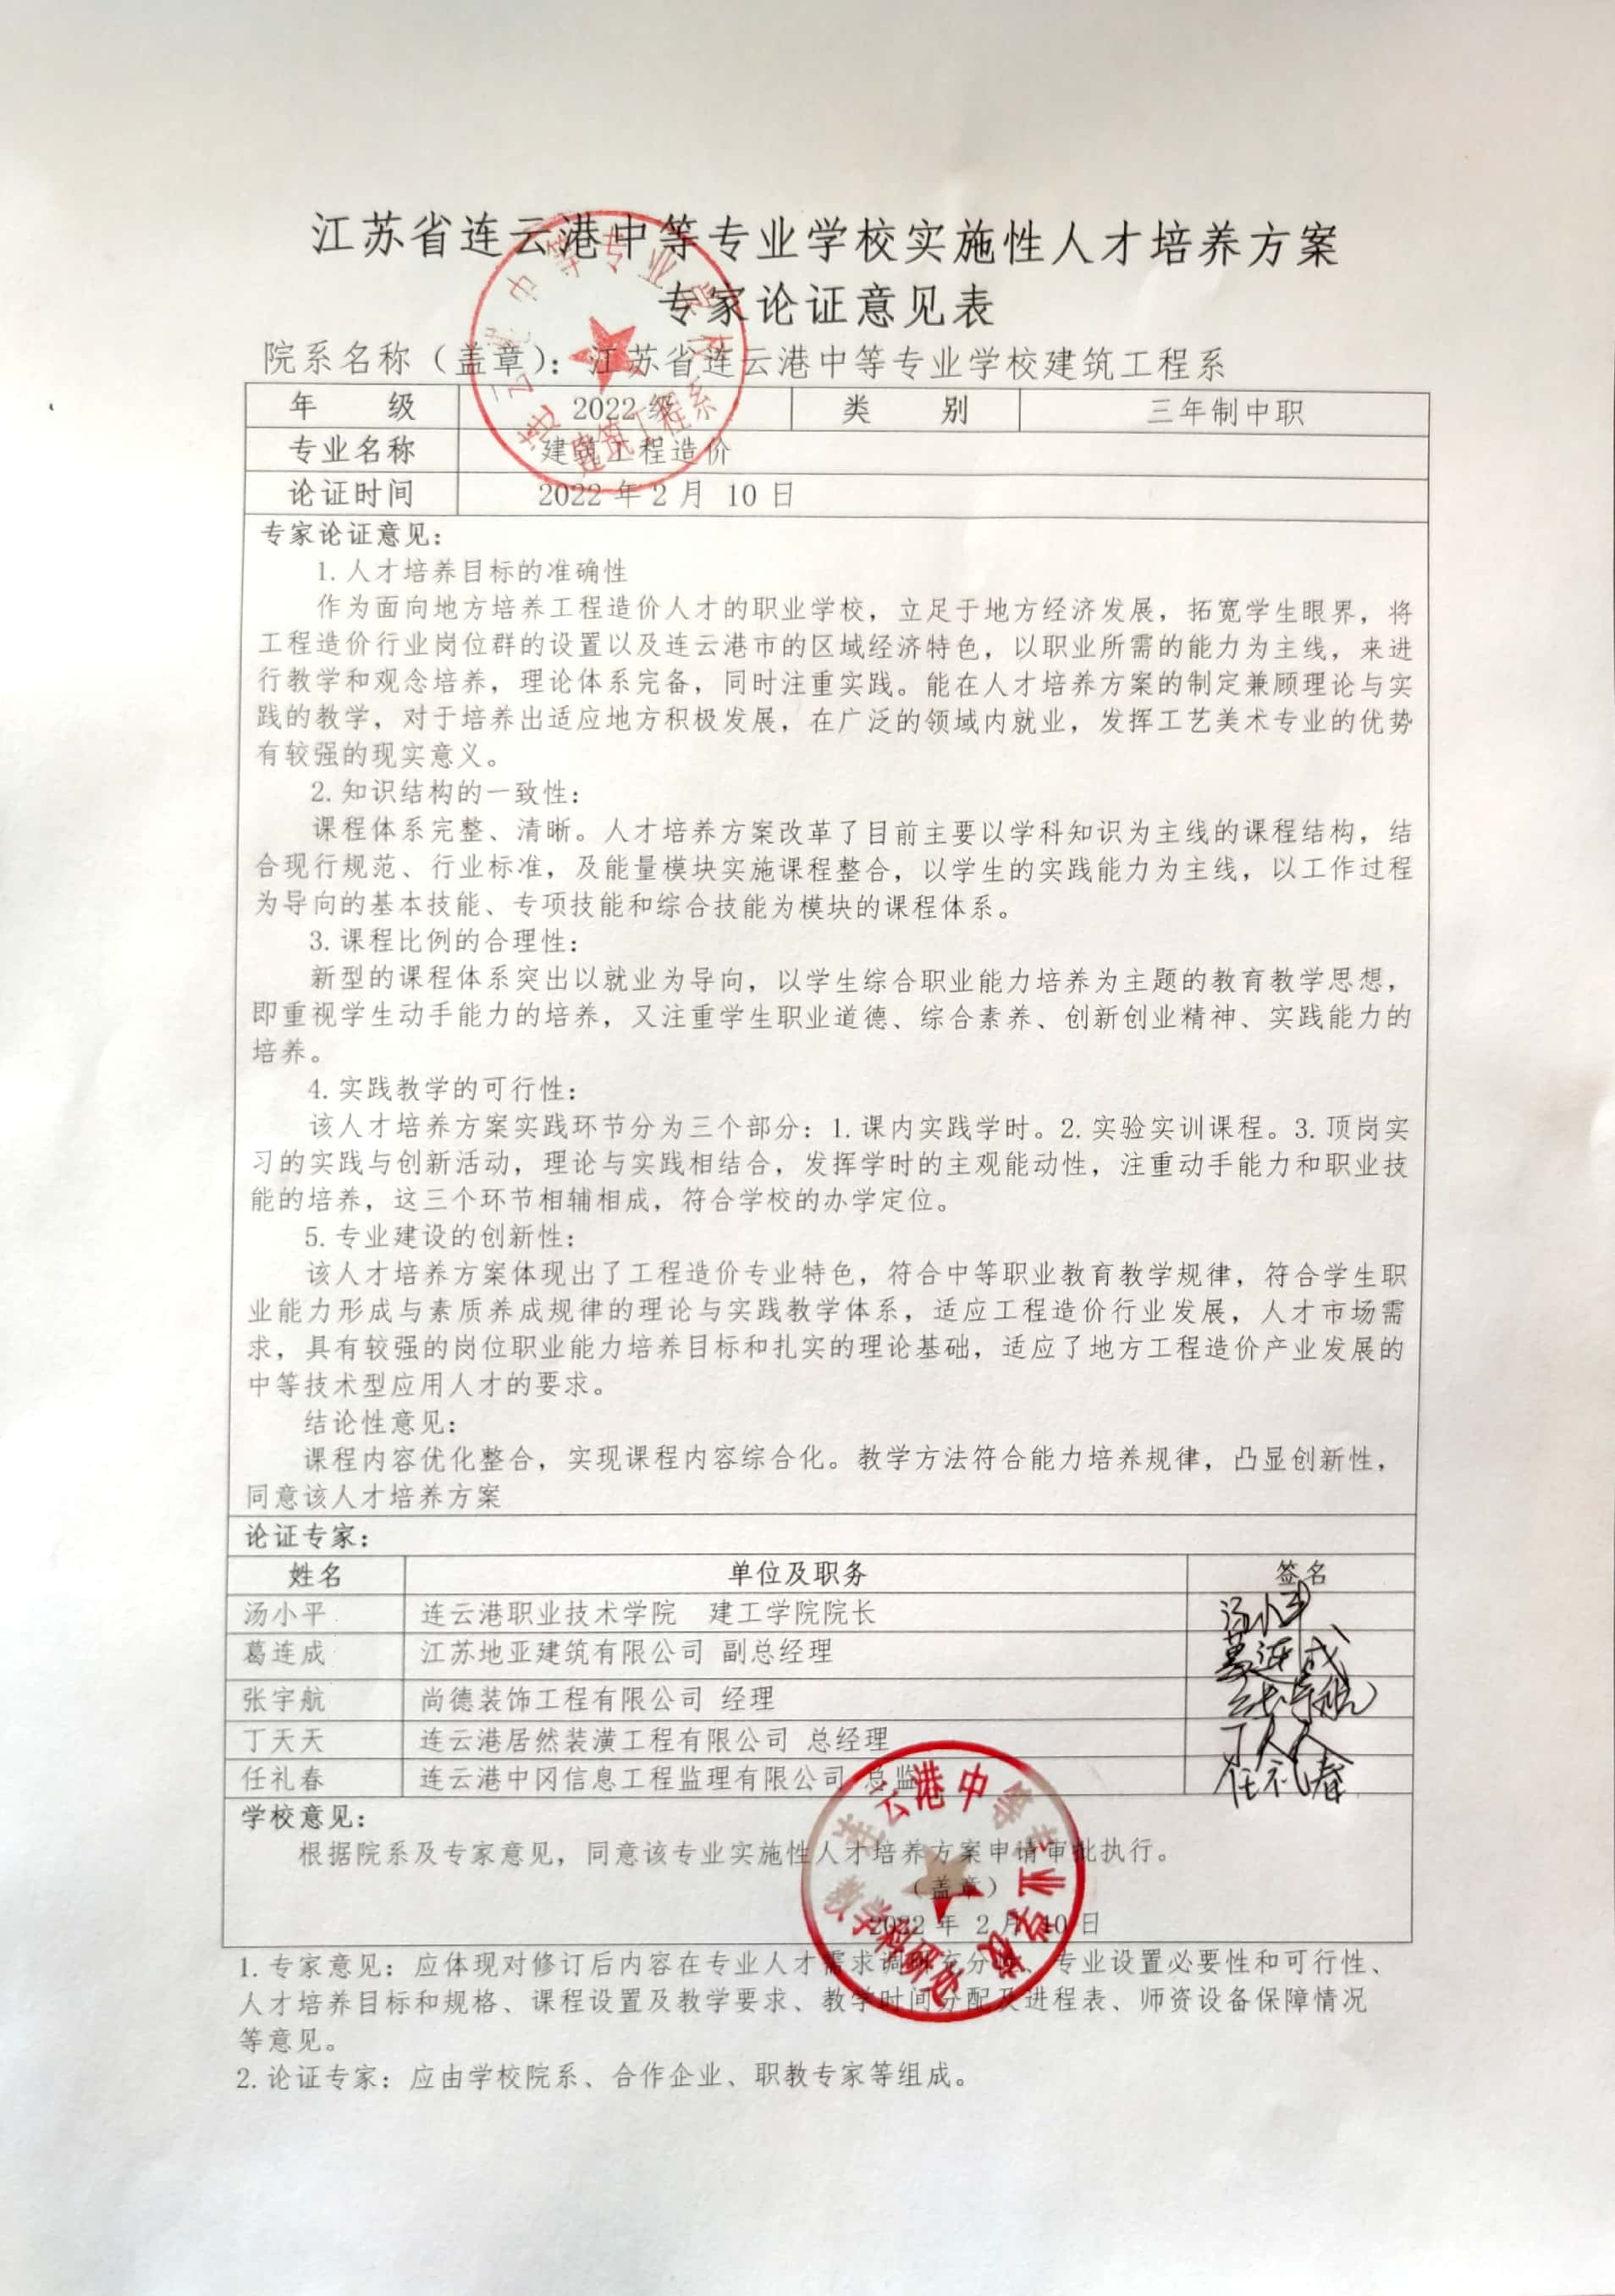 江苏省连云港中等专业学校实施性人才培养方案
专家论证意见表
院系名称（盖章）：江苏省连云港中等专业学校建筑工程系
年 级 2022级 类 别 三年制中职
专业名称 建筑工程造价
论证时间 2022年2月 10日
专家论证意见：
1.人才培养目标的准确性
作为面向地方培养工程造价人才的职业学校，立足于地方经济发展，拓宽学生眼界，将
工程造价行业岗位群的设置以及连云港市的区域经济特色，以职业所需的能力为主线，来进
行教学和观念培养，理论体系完备，同时注重实践。能在人才培养方案的制定兼顾理论与实
践的教学，对于培养出适应地方积极发展，在广泛的领域内就业，发挥工艺美术专业的优势
有较强的现实意义。
2.知识结构的一致性：
课程体系完整、清晰。人才培养方案改革了目前主要以学科知识为主线的课程结构，结
合现行规范、行业标准，及能量模块实施课程整合，以学生的实践能力为主线，以工作过程
为导向的基本技能、专项技能和综合技能为模块的课程体系。
3.课程比例的合理性：
新型的课程体系突出以就业为导向，以学生综合职业能力培养为主题的教育教学思想，
即重视学生动手能力的培养，又注重学生职业道德、综合素养、创新创业精神、实践能力的
培养。
4.实践教学的可行性：
该人才培养方案实践环节分为三个部分：1.课内实践学时。2.实验实训课程。3.顶岗实
习的实践与创新活动，理论与实践相结合，发挥学时的主观能动性，注重动手能力和职业技
能的培养，这三个环节相辅相成，符合学校的办学定位。
5.专业建设的创新性：
该人才培养方案体现出了工程造价专业特色，符合中等职业教育教学规律，符合学生职
业能力形成与素质养成规律的理论与实践教学体系，适应工程造价行业发展，人才市场需
求，具有较强的岗位职业能力培养目标和扎实的理论基础，适应了地方工程造价产业发展的
中等技术型应用人才的要求。
结论性意见：
课程内容优化整合，实现课程内容综合化。教学方法符合能力培养规律，凸显创新性，
同意该人才培养方案
论证专家：
姓名 单位及职务 签名
汤小平 连云港职业技术学院 建工学院院长 汤小平
葛连成 江苏地亚建筑有限公司 副总经理 葛连成
张宇航 尚德装饰工程有限公司 经理 张宇航
丁天天 连云港居然装潢工程有限公司 总经理 丁天天
任礼春 连云港中冈信息工程监理有限公司 总监 任礼春
学校意见：
根据院系及专家意见，同意该专业实施性人才培养方案申请审批执行。
（盖章）
2022年 2月 10日
1.专家意见：应体现对修订后内容在专业人才需求调研充分性、专业设置必要性和可行性、
人才培养目标和规格、课程设置及教学要求、教学时间分配及进程表、师资设备保障情况
等意见。
2.论证专家：应由学校院系、合作企业、职教专家等组成。
连云港中等专业学校
建筑工程系
连云港中等专业学校
教学科研处